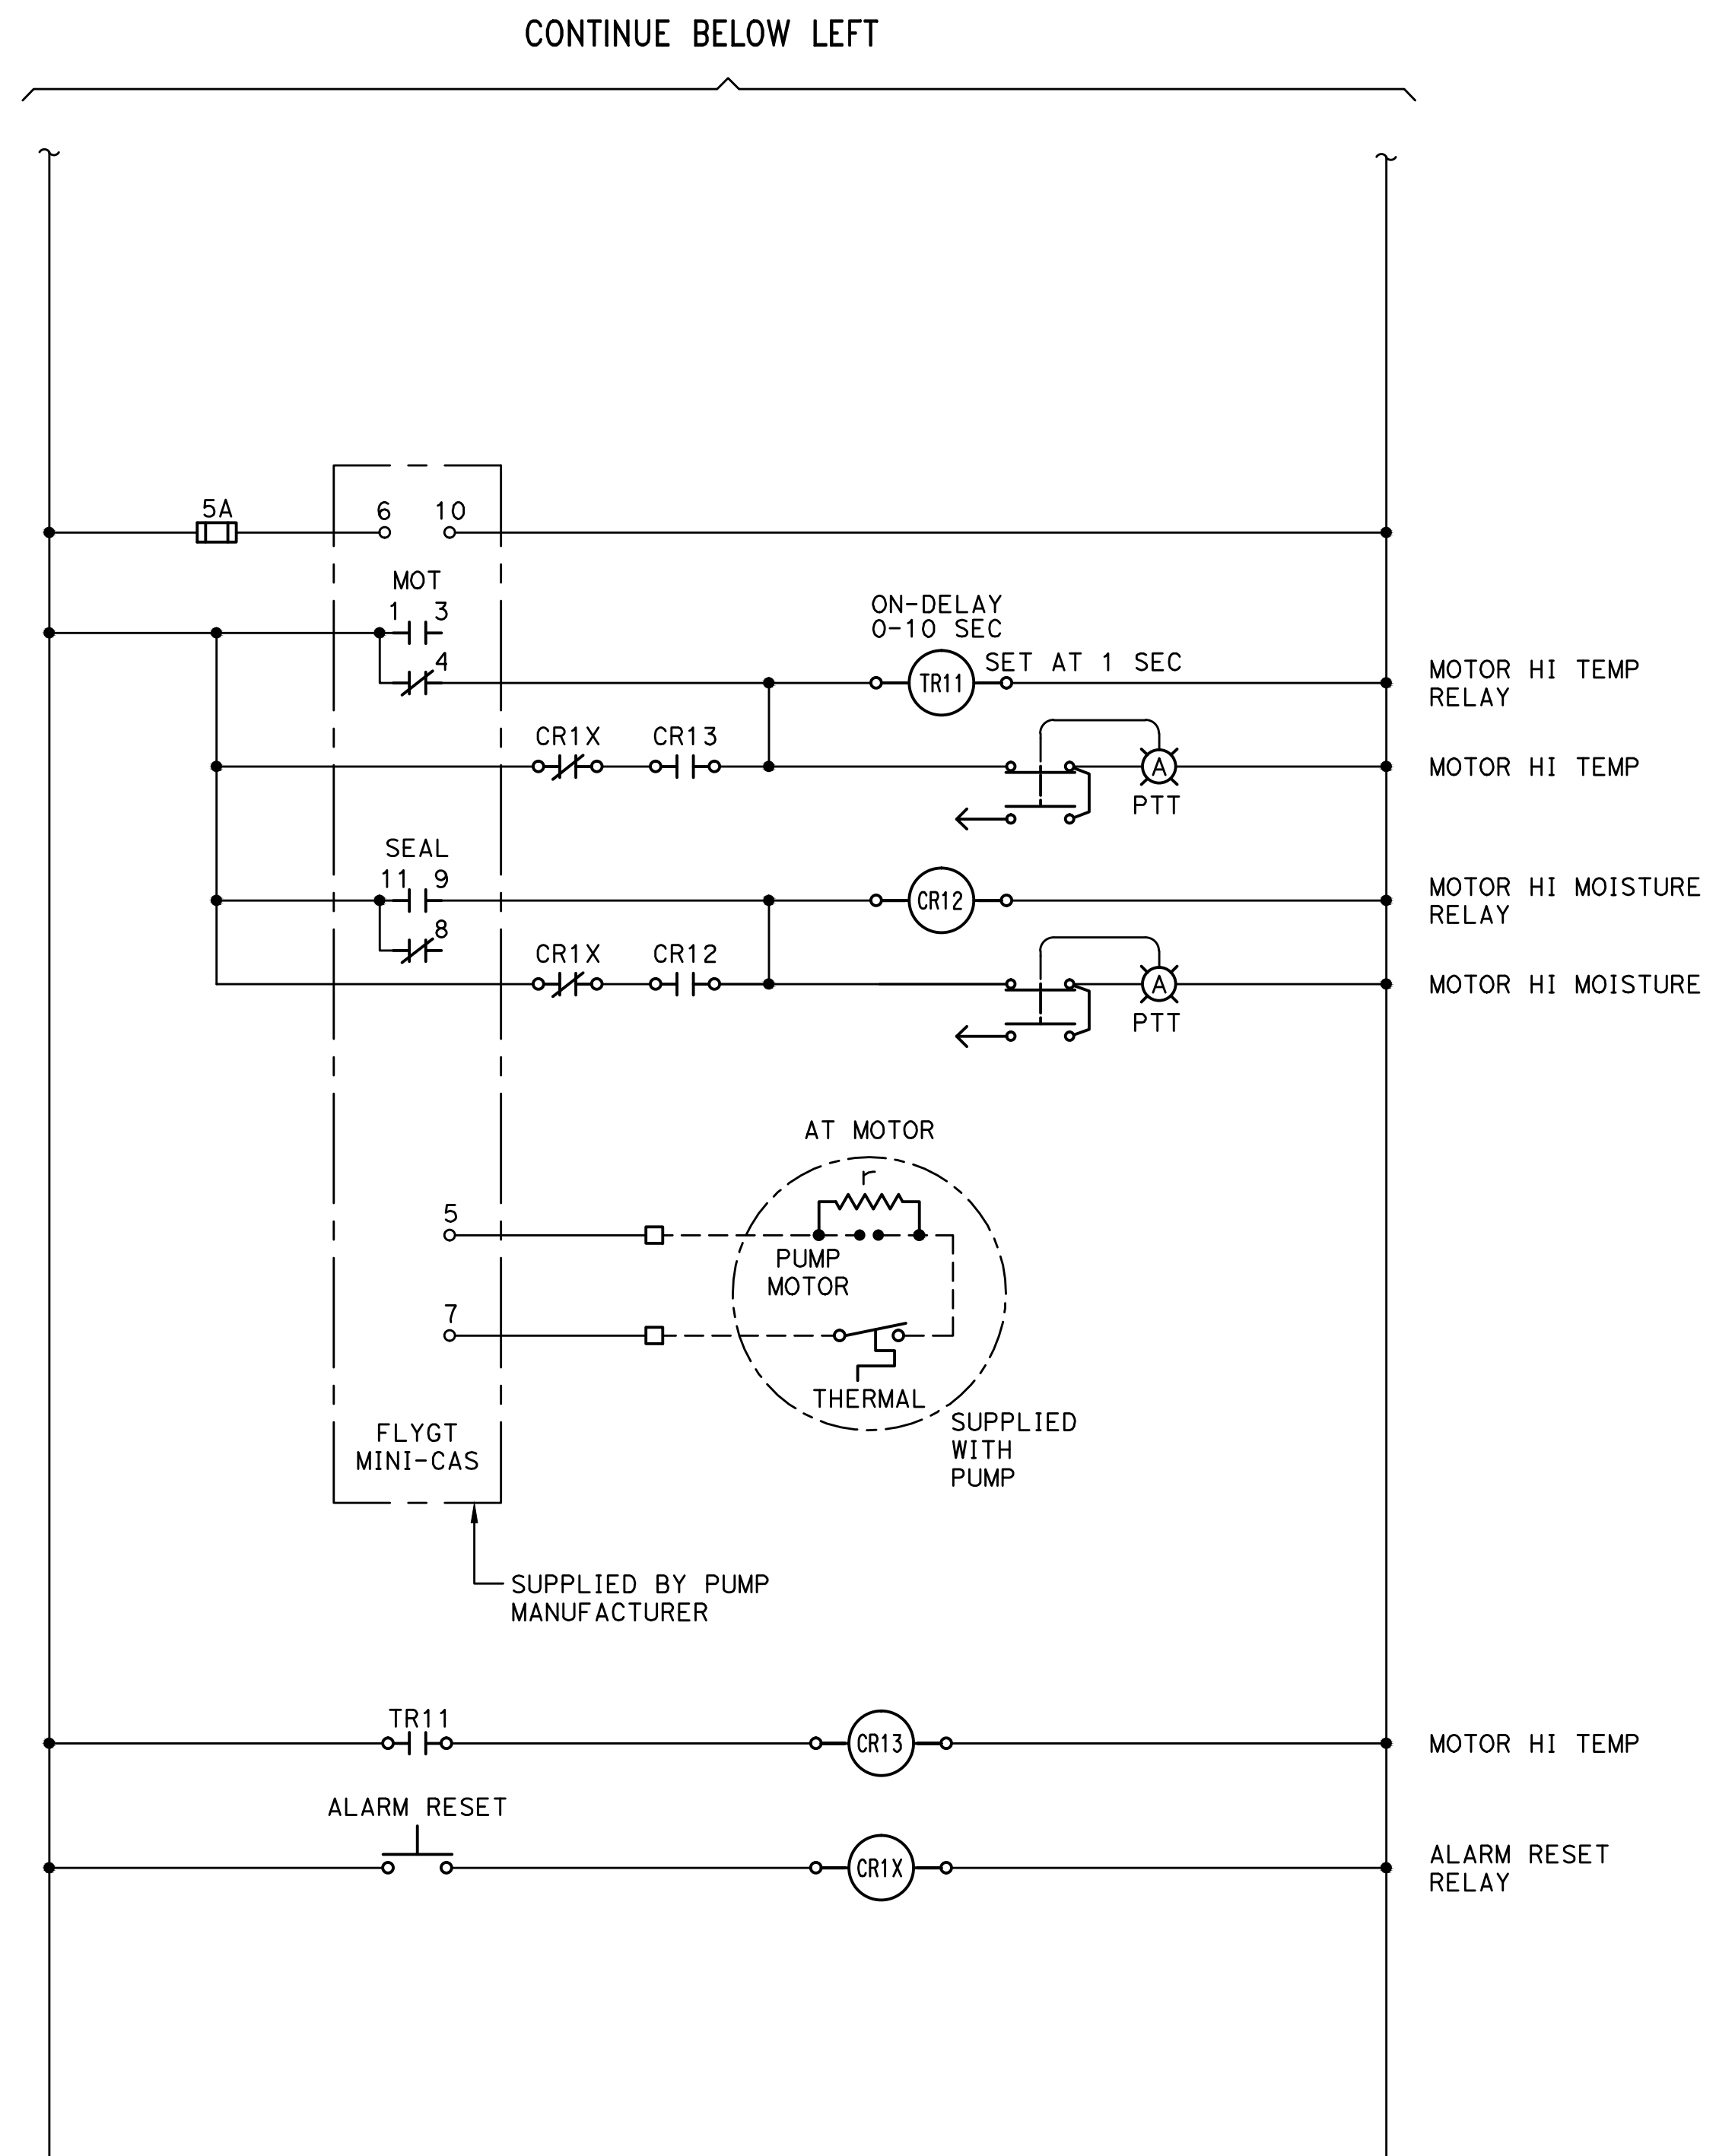 CONTINUE BELOW LEFT
5A
6 10
MOT
1 3
4
ON-DELAY
0-10 SEC
TR11
SET AT 1 SEC
MOTOR HI TEMP
RELAY
CR1X
CR13
A
PTT
MOTOR HI TEMP
SEAL
11 9
8
CR12
MOTOR HI MOISTURE
RELAY
CR1X
CR12
A
PTT
MOTOR HI MOISTURE
AT MOTOR
r
5
PUMP
MOTOR
7
THERMAL
SUPPLIED
WITH
PUMP
FLYGT
MINI-CAS
SUPPLIED BY PUMP
MANUFACTURER
TR11
CR13
MOTOR HI TEMP
ALARM RESET
CR1X
ALARM RESET
RELAY